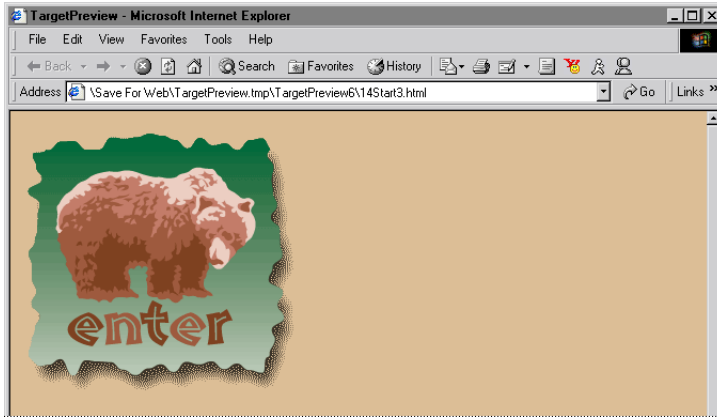 TargetPreview - Microsoft Internet Explorer
File Edit View Favorites Tools Help
Back Search Favorites History
Address \Save For Web\TargetPreview.tmp\TargetPreview6\14Start3.html Go Links »
enter